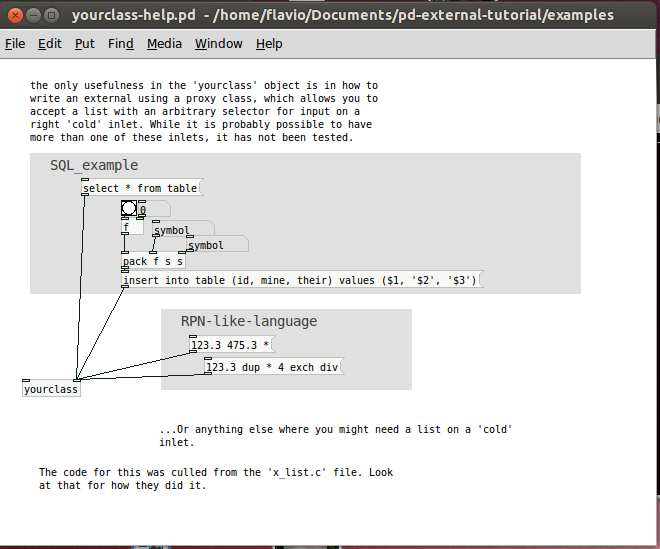 yourclass-help.pd - /home/flavio/Documents/pd-external-tutorial/examples
File Edit Put Find Media Window Help
the only usefulness in the 'yourclass' object is in how to
write an external using a proxy class, which allows you to
accept a list with an arbitrary selector for input on a
right 'cold' inlet. While it is probably possible to have
more than one of these inlets, it has not been tested.
SQL_example
select * from table
0
f
symbol
symbol
pack f s s
insert into table (id, mine, their) values ($1, '$2', '$3')
RPN-like-language
123.3 475.3 *
123.3 dup * 4 exch div
yourclass
...Or anything else where you might need a list on a 'cold'
inlet.
The code for this was culled from the 'x_list.c' file. Look
at that for how they did it.